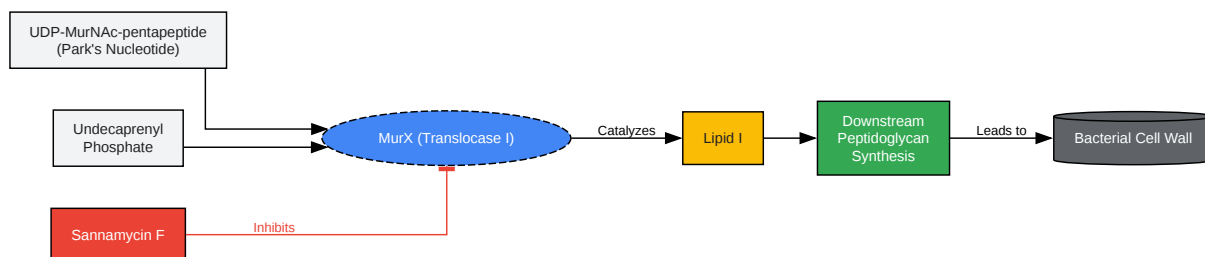 UDP-MurNAc-pentapeptide
(Park's Nucleotide)
Undecaprenyl
Phosphate
MurX (Translocase I)
Catalyzes
Lipid I
Downstream
Peptidoglycan
Synthesis
Leads to
Bacterial Cell Wall
Sannamycin F
Inhibits